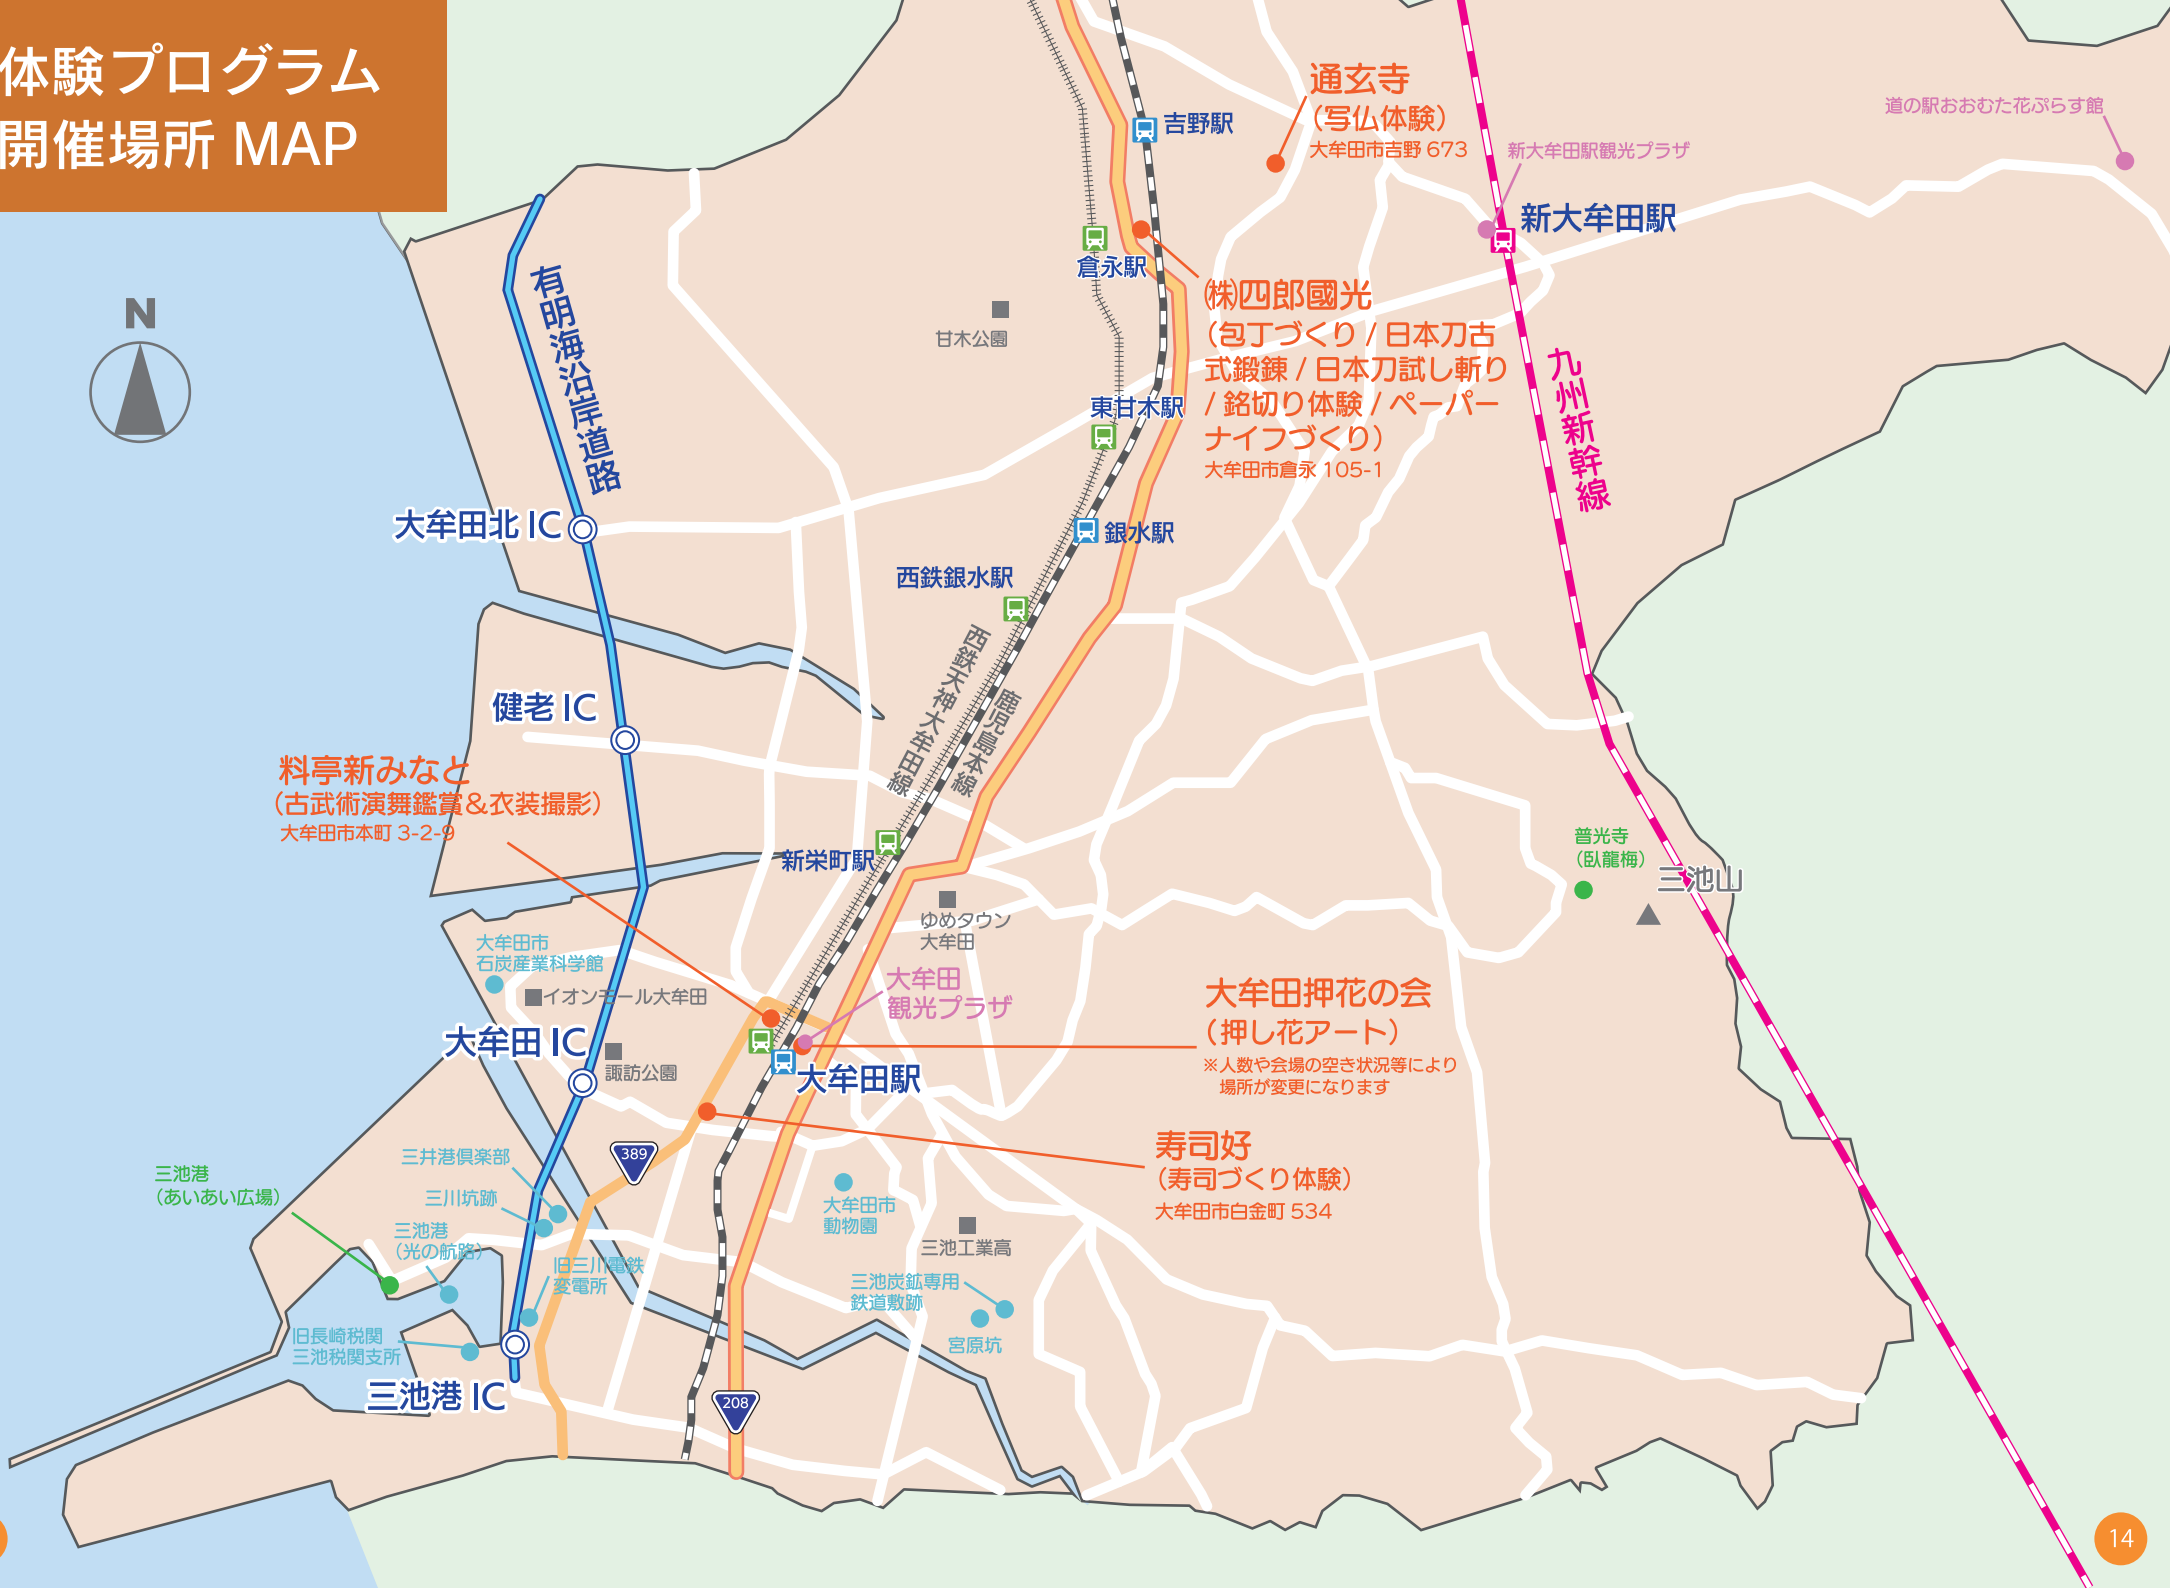 体験プログラム
開催場所 MAP
N
通玄寺
（写仏体験）
大牟田市吉野 673
道の駅おおむた花ぷらす館
吉野駅
新大牟田駅観光プラザ
新大牟田駅
倉永駅
有明海沿岸道路
㈱四郎國光
（包丁づくり / 日本刀古
式鍛錬 / 日本刀試し斬り
/ 銘切り体験 / ペーパー
ナイフづくり）
大牟田市倉永 105-1
甘木公園
九州新幹線
東甘木駅
大牟田北 IC
銀水駅
西鉄銀水駅
西鉄天神大牟田線
鹿児島本線
健老 IC
料亭新みなと
（古武術演舞鑑賞＆衣装撮影）
大牟田市本町 3-2-9
新栄町駅
普光寺
（臥龍梅）
三池山
ゆめタウン
大牟田
大牟田市
石炭産業科学館
イオンモール大牟田
大牟田
観光プラザ
大牟田押花の会
（押し花アート）
※人数や会場の空き状況等により
場所が変更になります
大牟田 IC
諏訪公園
大牟田駅
寿司好
（寿司づくり体験）
大牟田市白金町 534
389
三井港倶楽部
三池港
（あいあい広場）
三川坑跡
三池港
（光の航路）
大牟田市
動物園
三池工業高
旧三川電鉄
変電所
三池炭鉱専用
鉄道敷跡
宮原坑
旧長崎税関
三池税関支所
三池港 IC
208
14